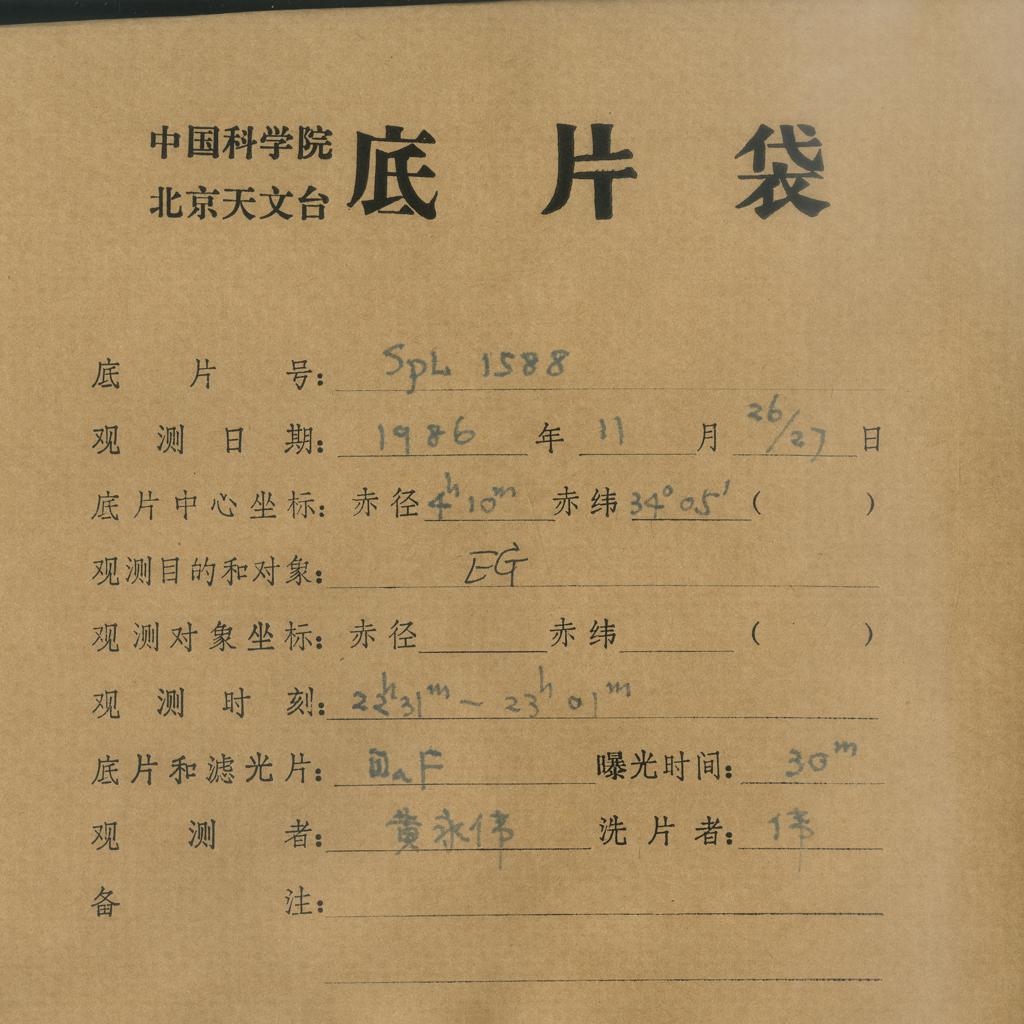 中国科学院
北京天文台
底片袋
底片号: SpL 1588
观测日期: 1986 年 11 月 26/27 日
底片中心坐标: 赤径 4h10m 赤纬 34°05′ ( )
观测目的和对象: EG
观测对象坐标: 赤径 赤纬 ( )
观测时刻: 22h31m ~ 23h01m
底片和滤光片: IIaF 曝光时间: 30m
观测者: 黄永伟 洗片者: 伟
备注: